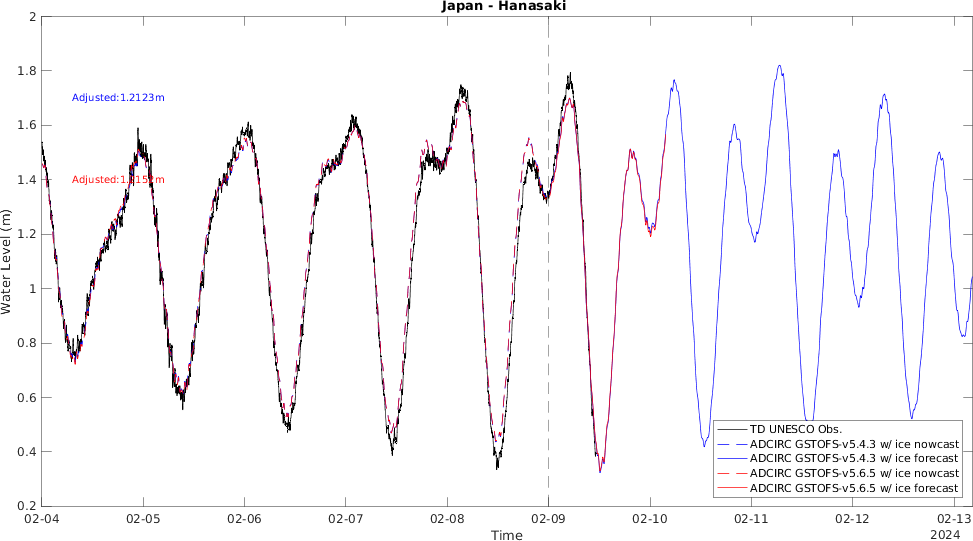 Japan - Hanasaki
2
1.8
1.6
1.4
1.2
1
0.8
0.6
0.4
0.2
Water Level (m)
Adjusted:1.2123m
02-04
02-05
02-06
02-07
02-08
02-09
02-10
02-11
02-12
02-13
2024
Time
TD UNESCO Obs.
ADCIRC GSTOFS-v5.4.3 w/ ice nowcast
ADCIRC GSTOFS-v5.4.3 w/ ice forecast
ADCIRC GSTOFS-v5.6.5 w/ ice nowcast
ADCIRC GSTOFS-v5.6.5 w/ ice forecast